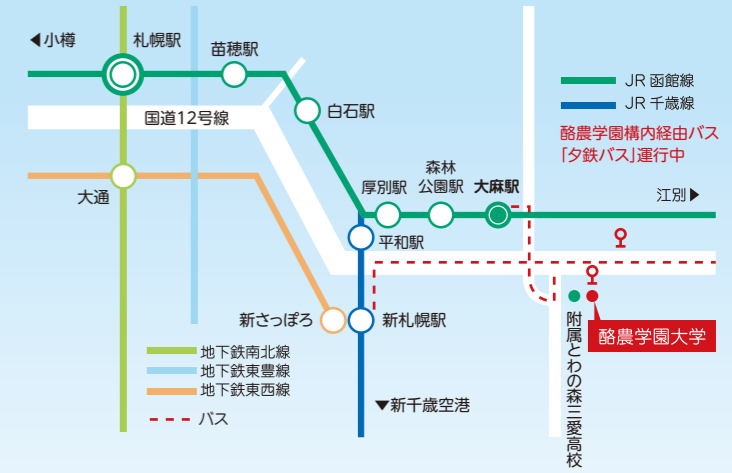 ◀小樽
札幌駅
苗穂駅
JR 函館線
JR 千歳線
国道12号線
白石駅
酪農学園構内経由バス
「夕鉄バス」運行中
大通
厚別駅
森林
公園駅
大麻駅
江別▶
平和駅
新さっぽろ
新札幌駅
酪農学園大学
附属とわの森三愛高校
地下鉄南北線
地下鉄東豊線
地下鉄東西線
バス
▼新千歳空港